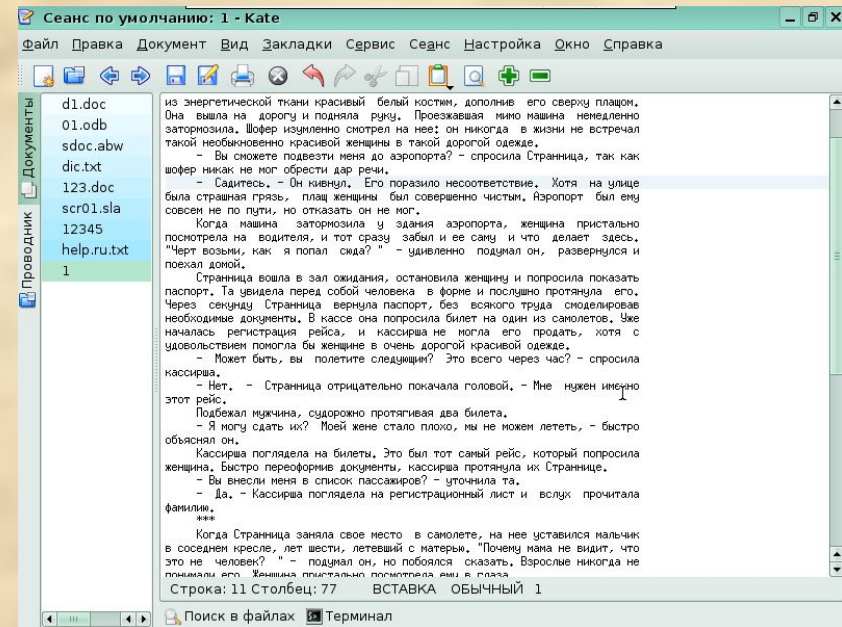 Сеанс по умолчанию: 1 - Kate
Файл Правка Документ Вид Закладки Сервис Сеанс Настройка Окно Справка
Документы
Проводник
d1.doc
01.odb
sdoc.abw
dic.txt
123.doc
scr01.sla
12345
help.ru.txt
1
из энергетической ткани красивый белый костюм, дополнив его сверху плащом.
Она вышла на дорогу и подняла руку. Проезжавшая мимо машина немедленно
затормозила. Шофер изумленно смотрел на нее: он никогда в жизни не встречал
такой необыкновенно красивой женщины в такой дорогой одежде.
- Вы сможете подвезти меня до аэропорта? - спросила Странница, так как
шофер никак не мог обрести дар речи.
- Садитесь. - Он кивнул. Его поразило несоответствие. Хотя на улице
была страшная грязь, плащ женщины был совершенно чистым. Аэропорт был ему
совсем не по пути, но отказать он не мог.
Когда машина затормозила у здания аэропорта, женщина пристально
посмотрела на водителя, и тот сразу забыл и ее саму и что делает здесь.
"Черт возьми, как я попал сюда? " - удивленно подумал он, развернулся и
поехал домой.
Странница вошла в зал ожидания, остановила женщину и попросила показать
паспорт. Та увидела перед собой человека в форме и послушно протянула его.
Через секунду Странница вернула паспорт, без всякого труда смоделировав
необходимые документы. В кассе она попросила билет на один из самолетов. Уже
началась регистрация рейса, и кассирша не могла его продать, хотя с
удовольствием помогла бы женщине в очень дорогой красивой одежде.
- Может быть, вы полетите следующим? Это всего через час? - спросила
кассирша.
- Нет. - Странница отрицательно покачала головой. - Мне нужен именно
этот рейс.
Подбежал мужчина, судорожно протягивая два билета.
- Я могу сдать их? Моей жене стало плохо, мы не можем лететь, - быстро
объяснял он.
Кассирша поглядела на билеты. Это был тот самый рейс, который попросила
женщина. Быстро переоформив документы, кассирша протянула их Страннице.
- Вы внесли меня в список пассажиров? - уточнила та.
- Да. - Кассирша поглядела на регистрационный лист и вслух прочитала
фамилию.
***
Когда Странница заняла свое место в самолете, на нее уставился мальчик
в соседнем кресле, лет шести, летевший с матерью. "Почему мама не видит, что
это не человек? " - подумал он, но побоялся сказать. Взрослые никогда не
понимали его. Женщина пристально посмотрела ему в глаза.
Строка: 11 Столбец: 77 ВСТАВКА ОБЫЧНЫЙ 1
Поиск в файлах Терминал